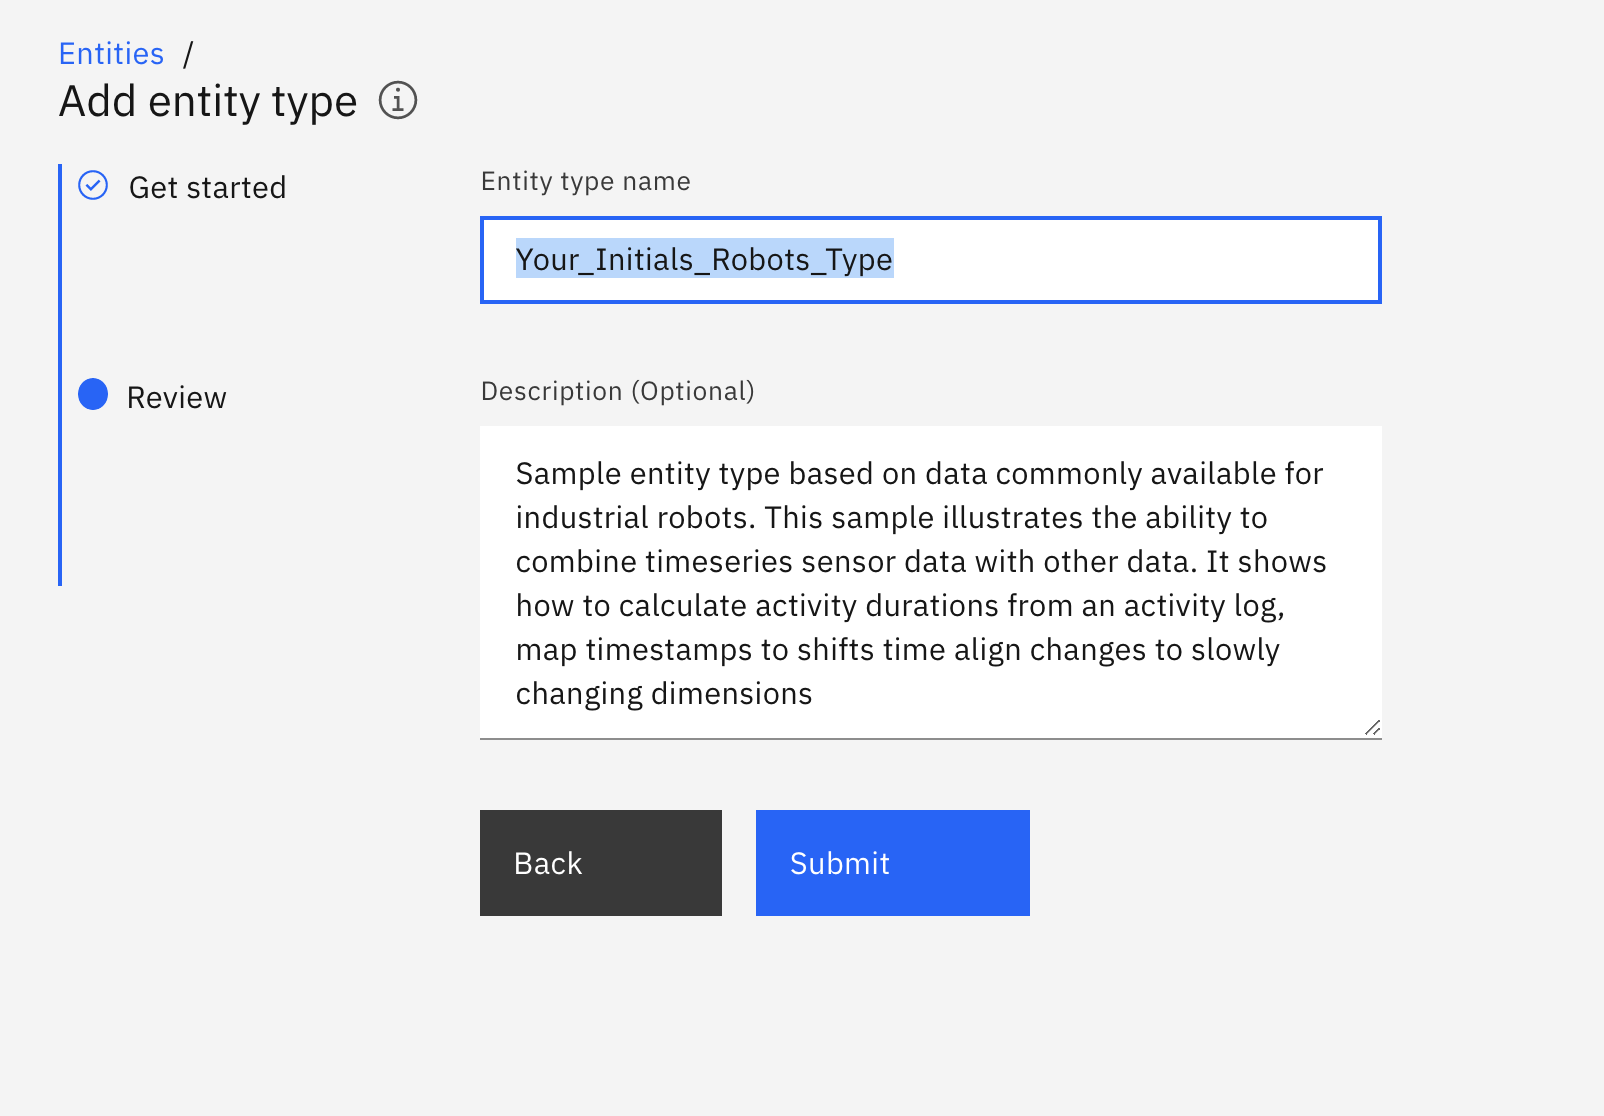 Entities /
Add entity type
Get started
Entity type name
Your_Initials_Robots_Type
Review
Description (Optional)
Sample entity type based on data commonly available for
industrial robots. This sample illustrates the ability to
combine timeseries sensor data with other data. It shows
how to calculate activity durations from an activity log,
map timestamps to shifts time align changes to slowly
changing dimensions
Back
Submit